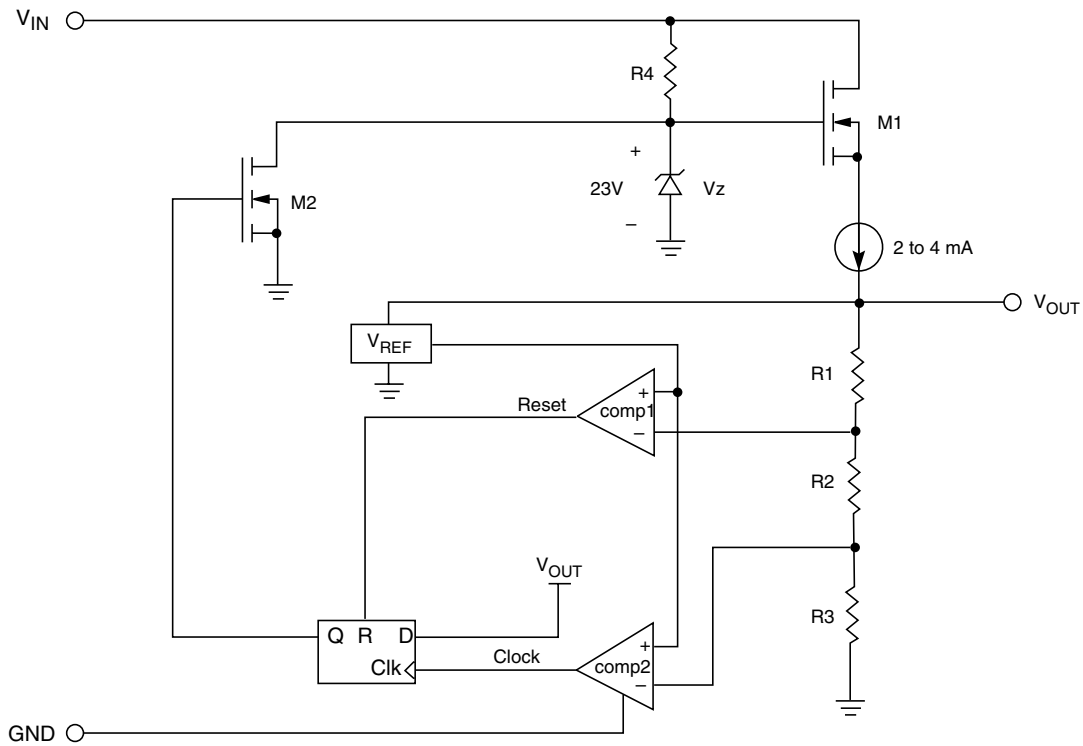 VIN
R4
M1
+
23V
Vz
–
M2
2 to 4 mA
VOUT
VREF
R1
+
Reset
comp1
–
R2
VOUT
R3
Q R D
+
Clock
comp2
Clk
–
GND